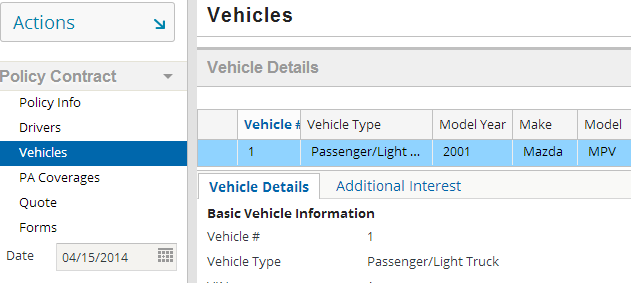 Actions
Policy Contract
Policy Info
Drivers
Vehicles
PA Coverages
Quote
Forms
Date 04/15/2014
Vehicles
Vehicle Details
Vehicle # Vehicle Type Model Year Make Model
1 Passenger/Light ... 2001 Mazda MPV
Vehicle Details Additional Interest
Basic Vehicle Information
Vehicle # 1
Vehicle Type Passenger/Light Truck